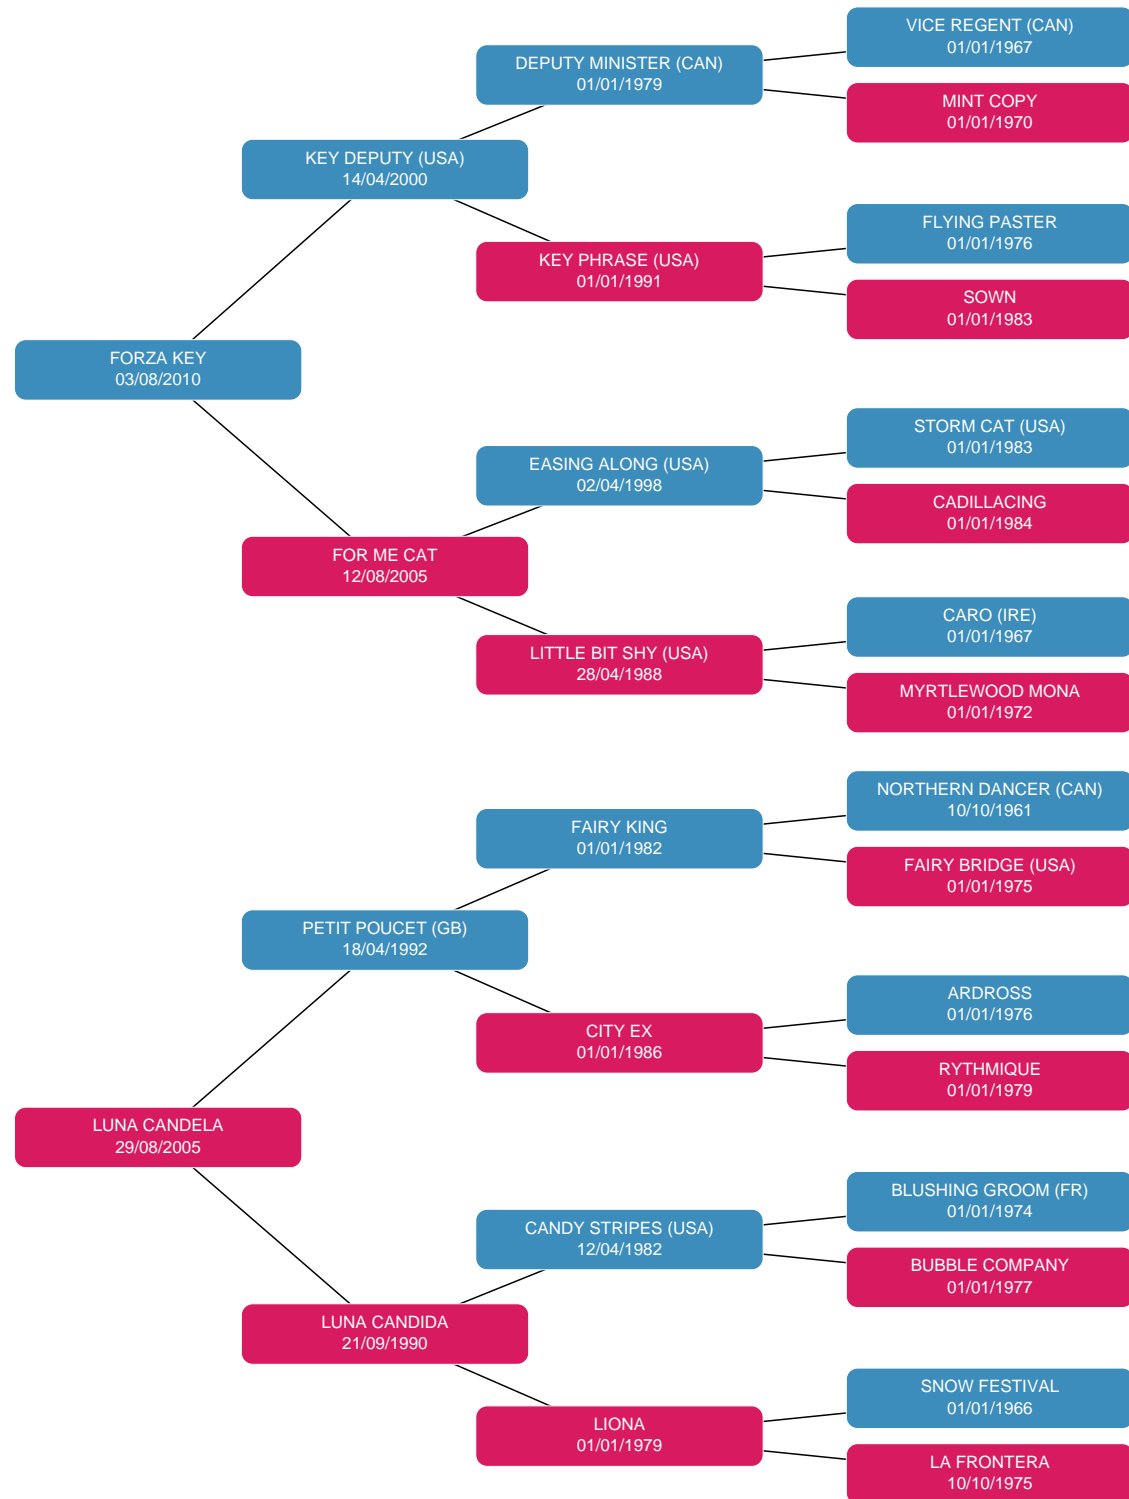 VICE REGENT (CAN)
01/01/1967
DEPUTY MINISTER (CAN)
01/01/1979
MINT COPY
01/01/1970
KEY DEPUTY (USA)
14/04/2000
FLYING PASTER
01/01/1976
KEY PHRASE (USA)
01/01/1991
SOWN
01/01/1983
FORZA KEY
03/08/2010
STORM CAT (USA)
01/01/1983
EASING ALONG (USA)
02/04/1998
CADILLACING
01/01/1984
FOR ME CAT
12/08/2005
CARO (IRE)
01/01/1967
LITTLE BIT SHY (USA)
28/04/1988
MYRTLEWOOD MONA
01/01/1972
NORTHERN DANCER (CAN)
10/10/1961
FAIRY KING
01/01/1982
FAIRY BRIDGE (USA)
01/01/1975
PETIT POUCET (GB)
18/04/1992
ARDROSS
01/01/1976
CITY EX
01/01/1986
RYTHMIQUE
01/01/1979
LUNA CANDELA
29/08/2005
BLUSHING GROOM (FR)
01/01/1974
CANDY STRIPES (USA)
12/04/1982
BUBBLE COMPANY
01/01/1977
LUNA CANDIDA
21/09/1990
SNOW FESTIVAL
01/01/1966
LIONA
01/01/1979
LA FRONTERA
10/10/1975